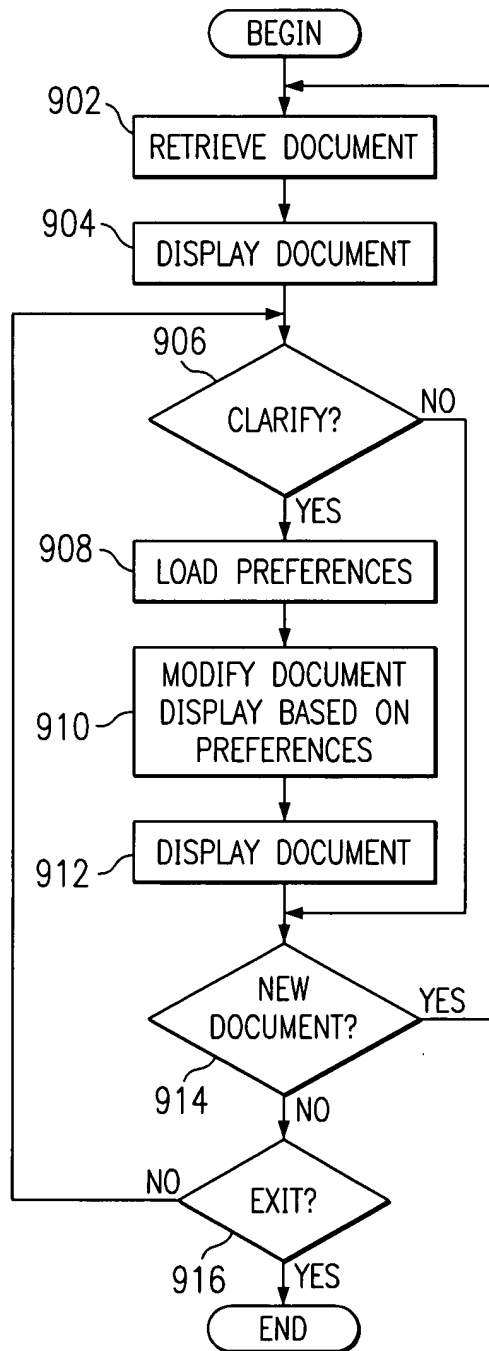 BEGIN
902
RETRIEVE DOCUMENT
904
DISPLAY DOCUMENT
906
CLARIFY?
NO
YES
908
LOAD PREFERENCES
910
MODIFY DOCUMENT
DISPLAY BASED ON
PREFERENCES
912
DISPLAY DOCUMENT
NEW
DOCUMENT?
YES
914
NO
NO
EXIT?
916
YES
END